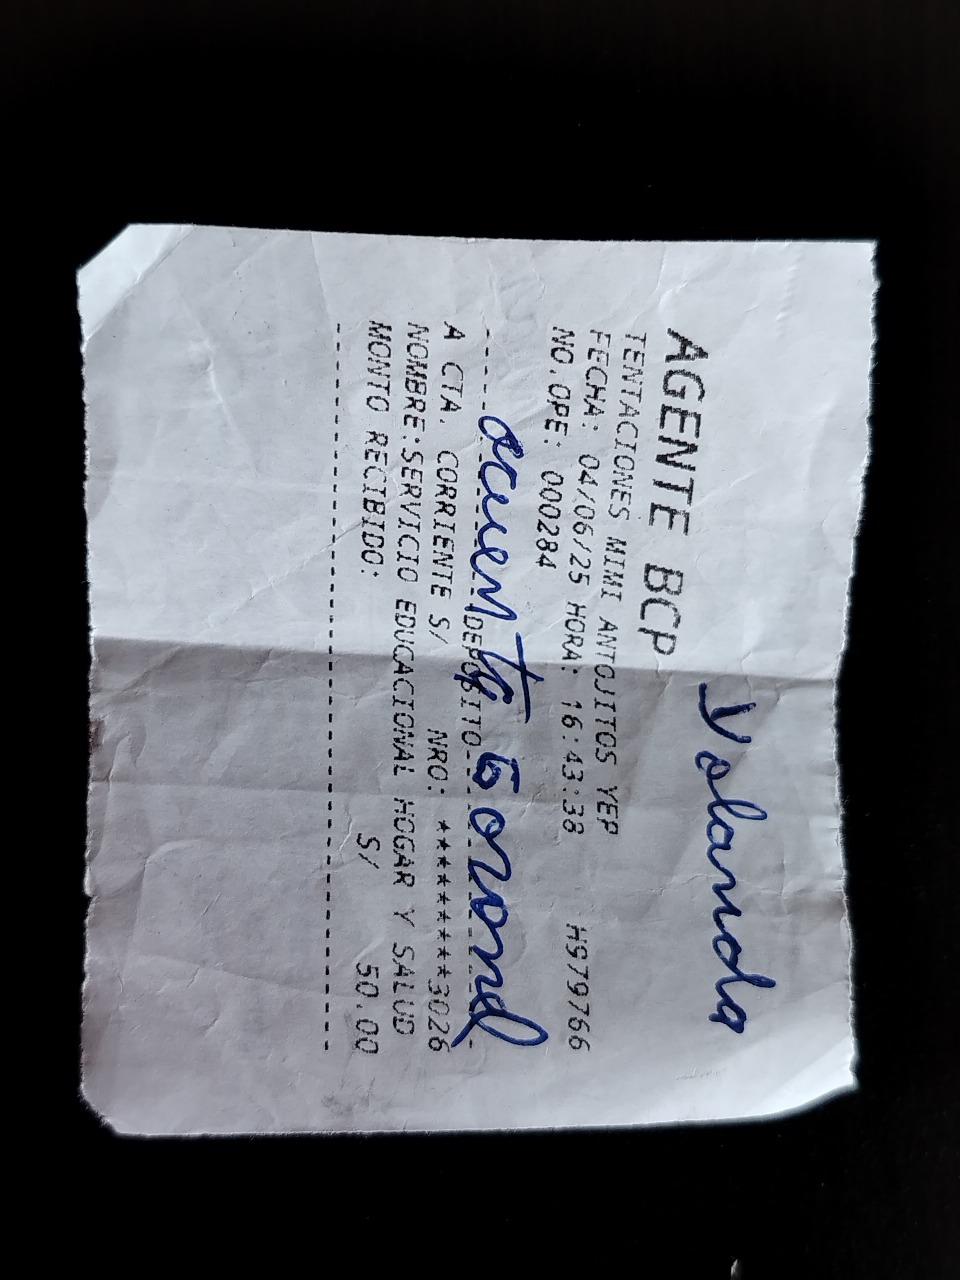 Yolanda
AGENTE BCP
TENTACIONES MIMI ANTOJITOS YEP
FECHA: 04/06/25 HORA: 16:43:38 H979766
NO.OPE: 000284
DEPOSITO
A CTA. CORRIENTE S/ NRO: ********3026
NOMBRE:SERVICIO EDUCACIONAL HOGAR Y SALUD
MONTO RECIBIDO: S/ 50.00